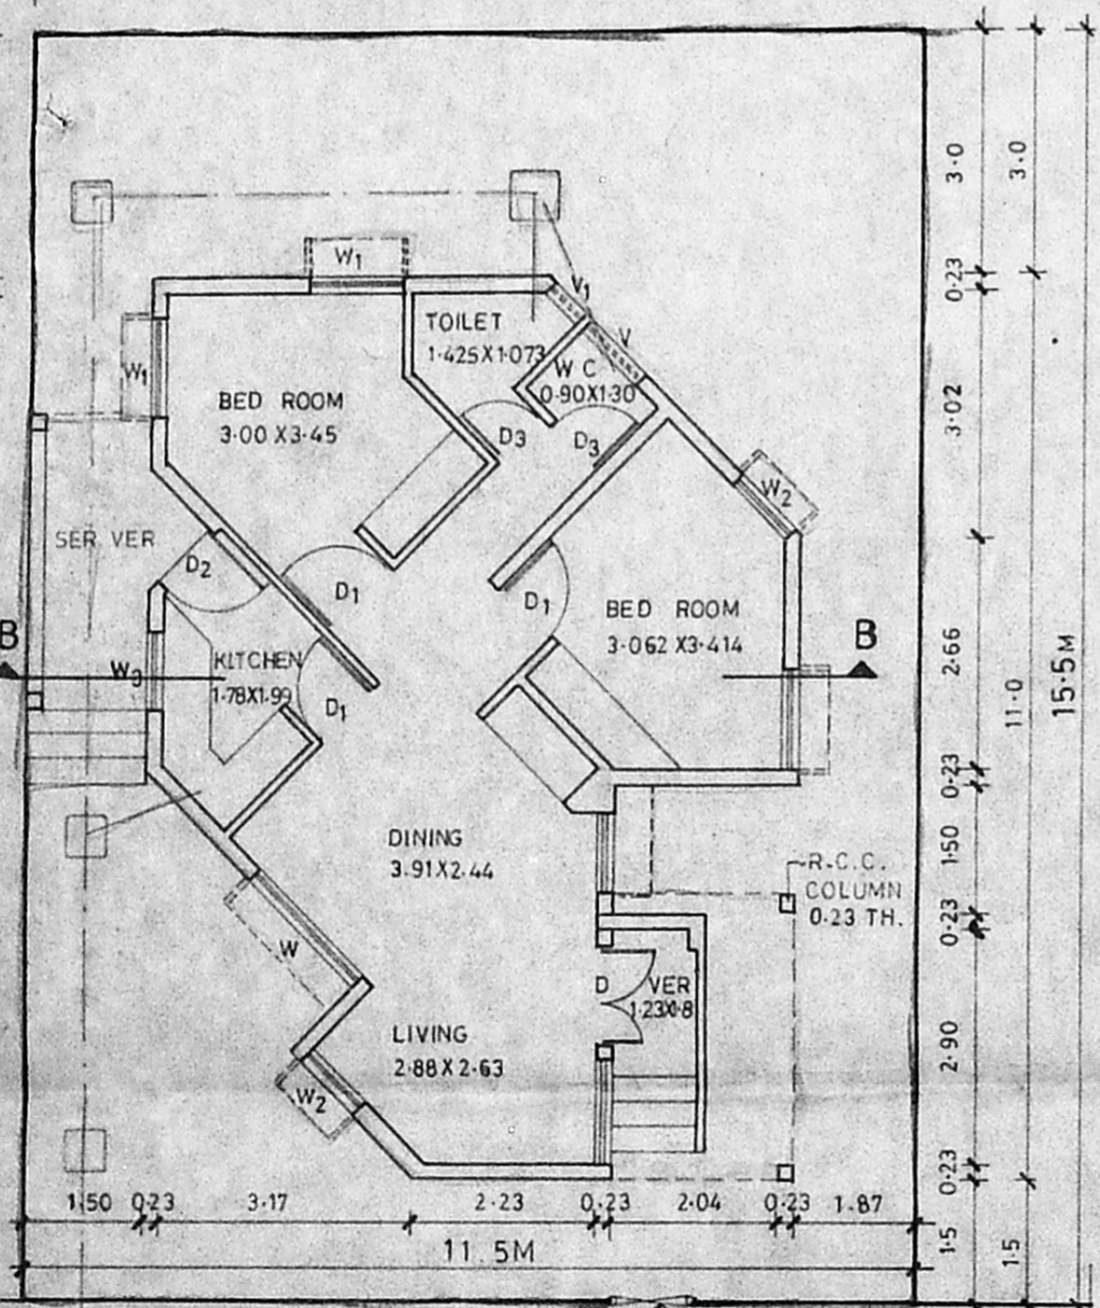 3.0
3.0
W1
0.23
V1
TOILET
1.425X1.073
V
W1
W C
0.90X1.30
BED ROOM
3.00 X3.45
D3
D3
3.02
W2
SER. VER
D2
D1
D1
BED ROOM
3.062 X3.414
B
B
2.66
KITCHEN
1.78X1.99
W3
D1
11.0
15.5M
0.23
DINING
3.91X2.44
1.50
R.C.C.
COLUMN
0.23 TH.
0.23
W
D
VER
1.23X1.8
LIVING
2.88 X 2.63
2.90
W2
0.23
1.50 0.23 3.17 2.23 0.23 2.04 0.23 1.87
11.5M
1.5
1.5